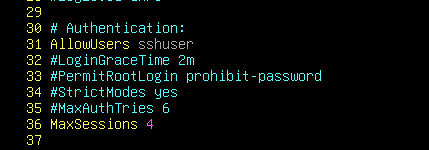 29
30 # Authentication:
31 AllowUsers sshuser
32 #LoginGraceTime 2m
33 #PermitRootLogin prohibit-password
34 #StrictModes yes
35 #MaxAuthTries 6
36 MaxSessions 4
37